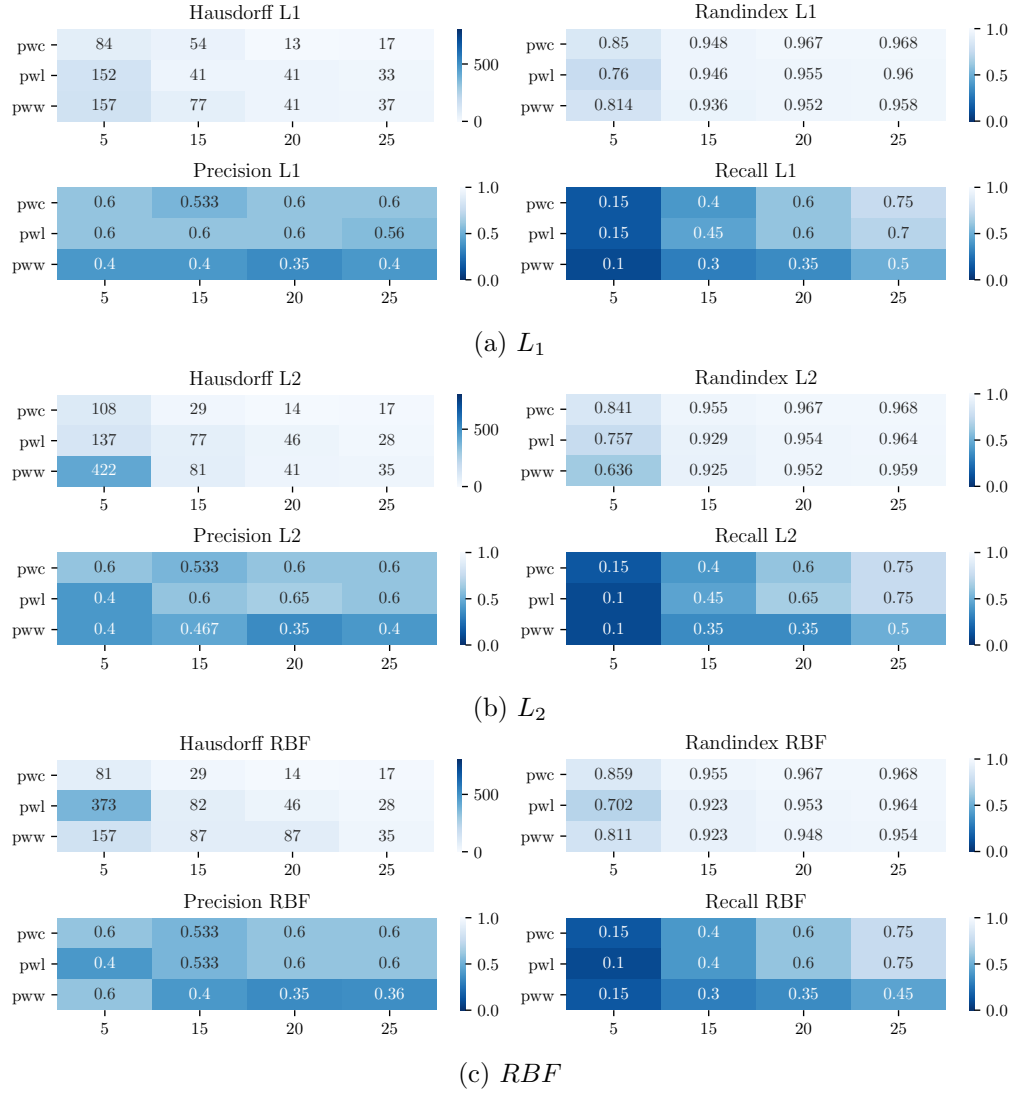 Hausdorff L1
Randindex L1
pwc 84 54 13 17
pwl 152 41 41 33
pww 157 77 41 37
5 15 20 25
500
0
pwc 0.85 0.948 0.967 0.968
pwl 0.76 0.946 0.955 0.96
pww 0.814 0.936 0.952 0.958
5 15 20 25
1.0
0.5
0.0
Precision L1
Recall L1
pwc 0.6 0.533 0.6 0.6
pwl 0.6 0.6 0.6 0.56
pww 0.4 0.4 0.35 0.4
5 15 20 25
1.0
0.5
0.0
pwc 0.15 0.4 0.6 0.75
pwl 0.15 0.45 0.6 0.7
pww 0.1 0.3 0.35 0.5
5 15 20 25
1.0
0.5
0.0
(a) L1
Hausdorff L2
Randindex L2
pwc 108 29 14 17
pwl 137 77 46 28
pww 422 81 41 35
5 15 20 25
500
0
pwc 0.841 0.955 0.967 0.968
pwl 0.757 0.929 0.954 0.964
pww 0.636 0.925 0.952 0.959
5 15 20 25
1.0
0.5
0.0
Precision L2
Recall L2
pwc 0.6 0.533 0.6 0.6
pwl 0.4 0.6 0.65 0.6
pww 0.4 0.467 0.35 0.4
5 15 20 25
1.0
0.5
0.0
pwc 0.15 0.4 0.6 0.75
pwl 0.1 0.45 0.65 0.75
pww 0.1 0.35 0.35 0.5
5 15 20 25
1.0
0.5
0.0
(b) L2
Hausdorff RBF
Randindex RBF
pwc 81 29 14 17
pwl 373 82 46 28
pww 157 87 87 35
5 15 20 25
500
0
pwc 0.859 0.955 0.967 0.968
pwl 0.702 0.923 0.953 0.964
pww 0.811 0.923 0.948 0.954
5 15 20 25
1.0
0.5
0.0
Precision RBF
Recall RBF
pwc 0.6 0.533 0.6 0.6
pwl 0.4 0.533 0.6 0.6
pww 0.6 0.4 0.35 0.36
5 15 20 25
1.0
0.5
0.0
pwc 0.15 0.4 0.6 0.75
pwl 0.1 0.4 0.6 0.75
pww 0.15 0.3 0.35 0.45
5 15 20 25
1.0
0.5
0.0
(c) RBF